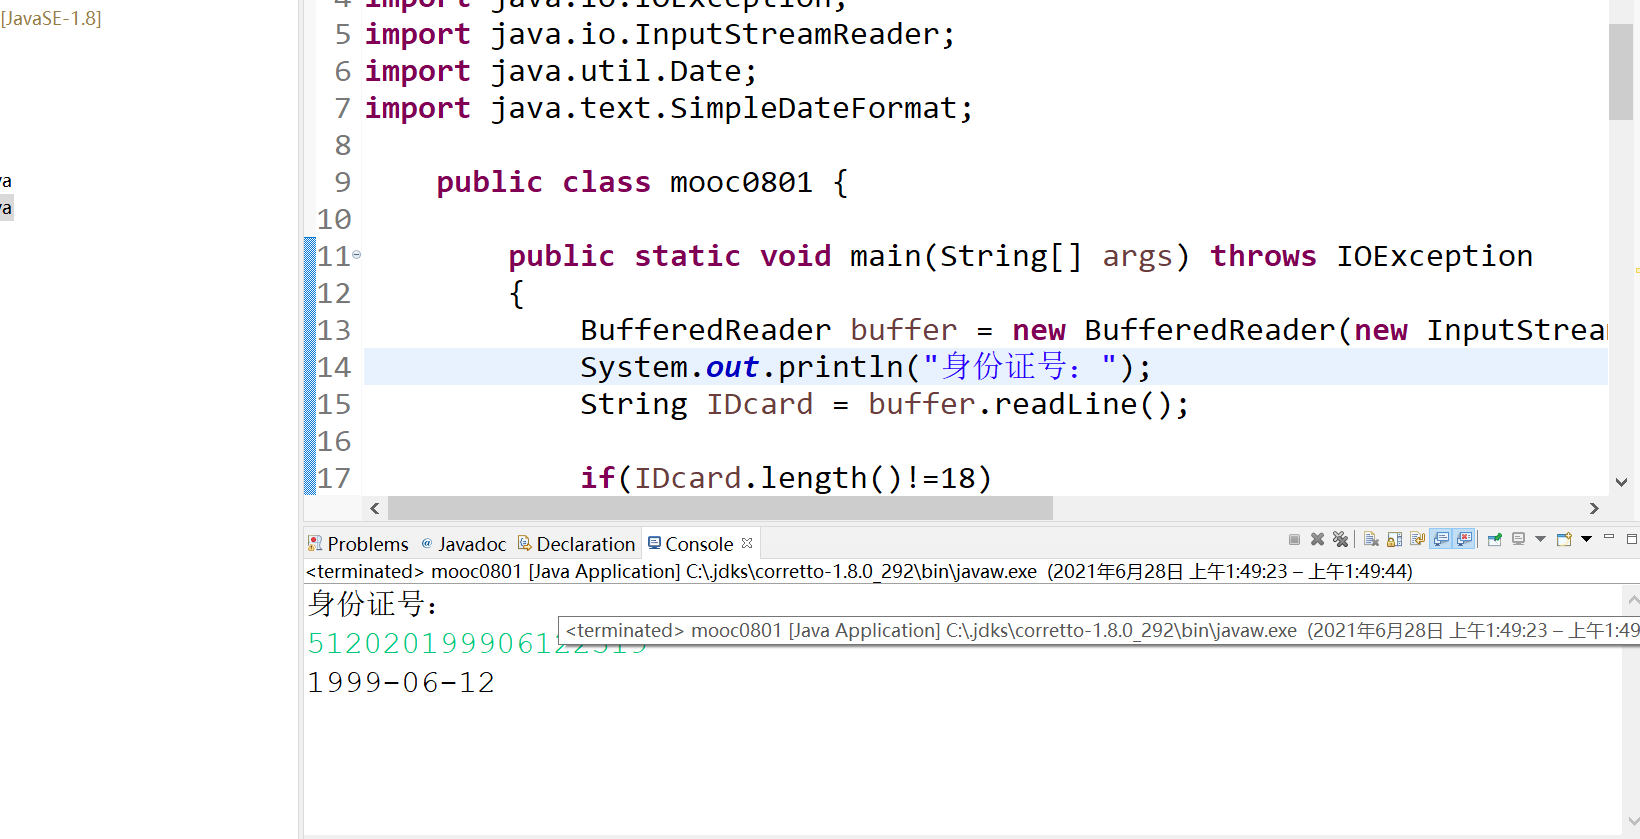 [JavaSE-1.8]
va
va
4 import java.io.IOException;
5 import java.io.InputStreamReader;
6 import java.util.Date;
7 import java.text.SimpleDateFormat;
8
9 public class mooc0801 {
10
11 public static void main(String[] args) throws IOException
12 {
13 BufferedReader buffer = new BufferedReader(new InputStrea
14 System.out.println("身份证号：");
15 String IDcard = buffer.readLine();
16
17 if(IDcard.length()!=18)
Problems @ Javadoc Declaration Console
<terminated> mooc0801 [Java Application] C:\.jdks\corretto-1.8.0_292\bin\javaw.exe (2021年6月28日 上午1:49:23 – 上午1:49:44)
身份证号：
<terminated> mooc0801 [Java Application] C:\.jdks\corretto-1.8.0_292\bin\javaw.exe (2021年6月28日 上午1:49:23 – 上午1:49
1999-06-12